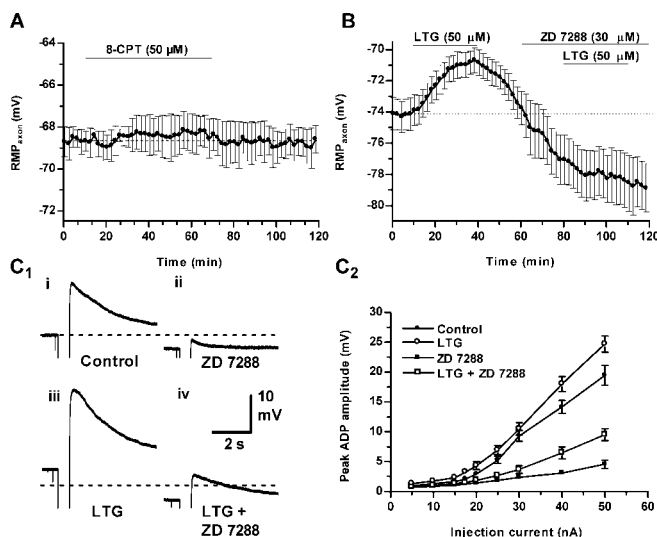 A
8-CPT (50 µM)
-64
-66
-68
-70
-72
RMPaxon (mV)
0 20 40 60 80 100 120
Time (min)
B
LTG (50 µM)
ZD 7288 (30 µM)
LTG (50 µM)
-70
-72
-74
-76
-78
-80
RMPaxon (mV)
0 20 40 60 80 100 120
Time (min)
C1
i
Control
ii
ZD 7288
iii
LTG
iv
LTG +
ZD 7288
10
mV
2 s
C2
Control
LTG
ZD 7288
LTG + ZD 7288
30
25
20
15
10
5
0
Peak ADP amplitude (mV)
0 10 20 30 40 50 60
Injection current (nA)